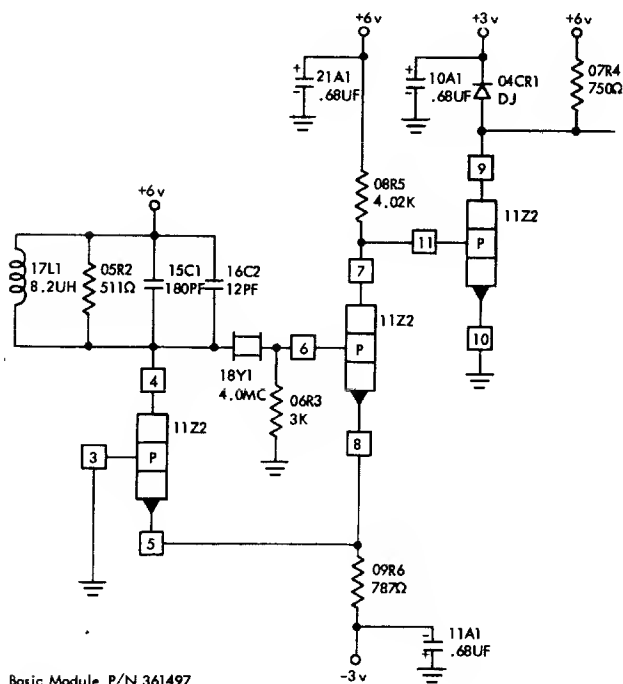 +6v
+3v
+6v
21A1
.68UF
10A1
.68UF
04CR1
DJ
07R4
750Ω
9
08R5
4.02K
11Z2
P
+6v
11
7
10
17L1
8.2UH
05R2
511Ω
15C1
180PF
16C2
12PF
11Z2
P
6
18Y1
4.0MC
06R3
3K
4
8
11Z2
P
3
5
09R6
787Ω
11A1
.68UF
-3v
Basic Module P/N 361497